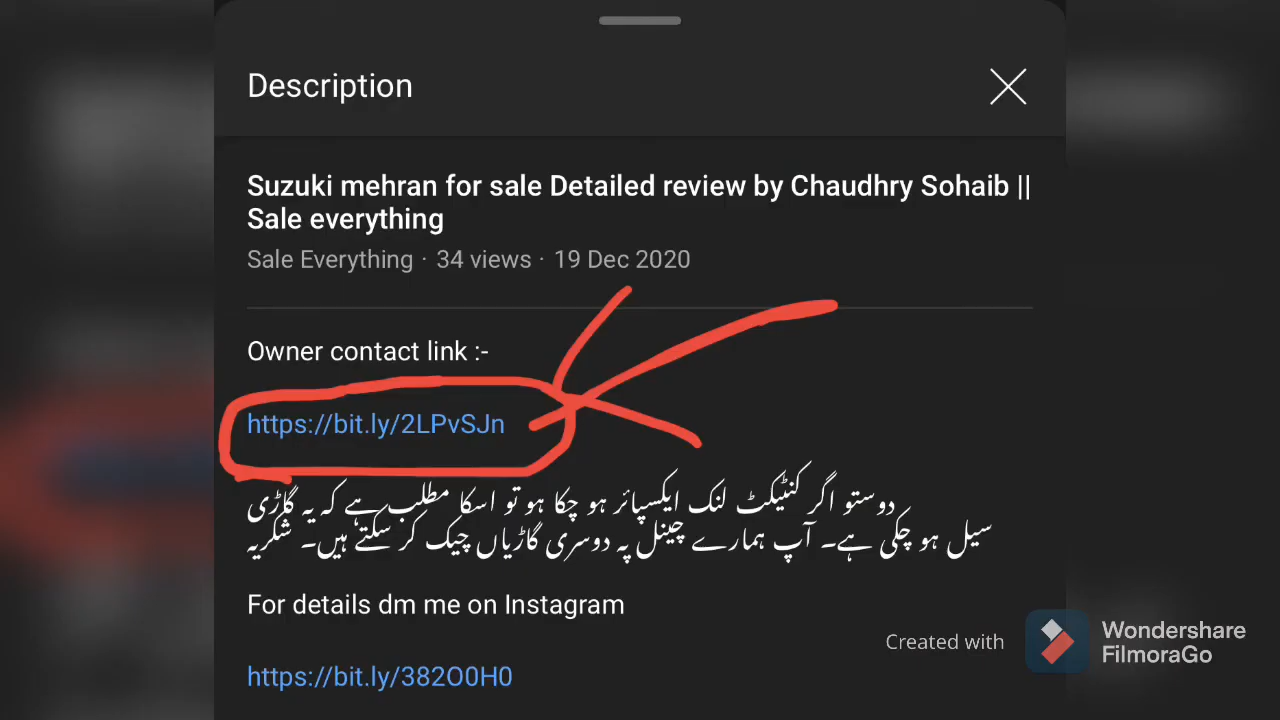 Description
Suzuki mehran for sale Detailed review by Chaudhry Sohaib ||
Sale everything
Sale Everything · 34 views · 19 Dec 2020
Owner contact link :-
https://bit.ly/2LPvSJn
دوستو اگر کنٹیکٹ لنک ایکسپائر ہو چکا ہو تو اسکا مطلب ہے کہ یہ گاڑی
سیل ہو چکی ہے۔ آپ ہمارے چینل پہ دوسری گاڑیاں چیک کر سکتے ہیں۔ شکریہ
For details dm me on Instagram
https://bit.ly/382O0H0
Created with
Wondershare
FilmoraGo